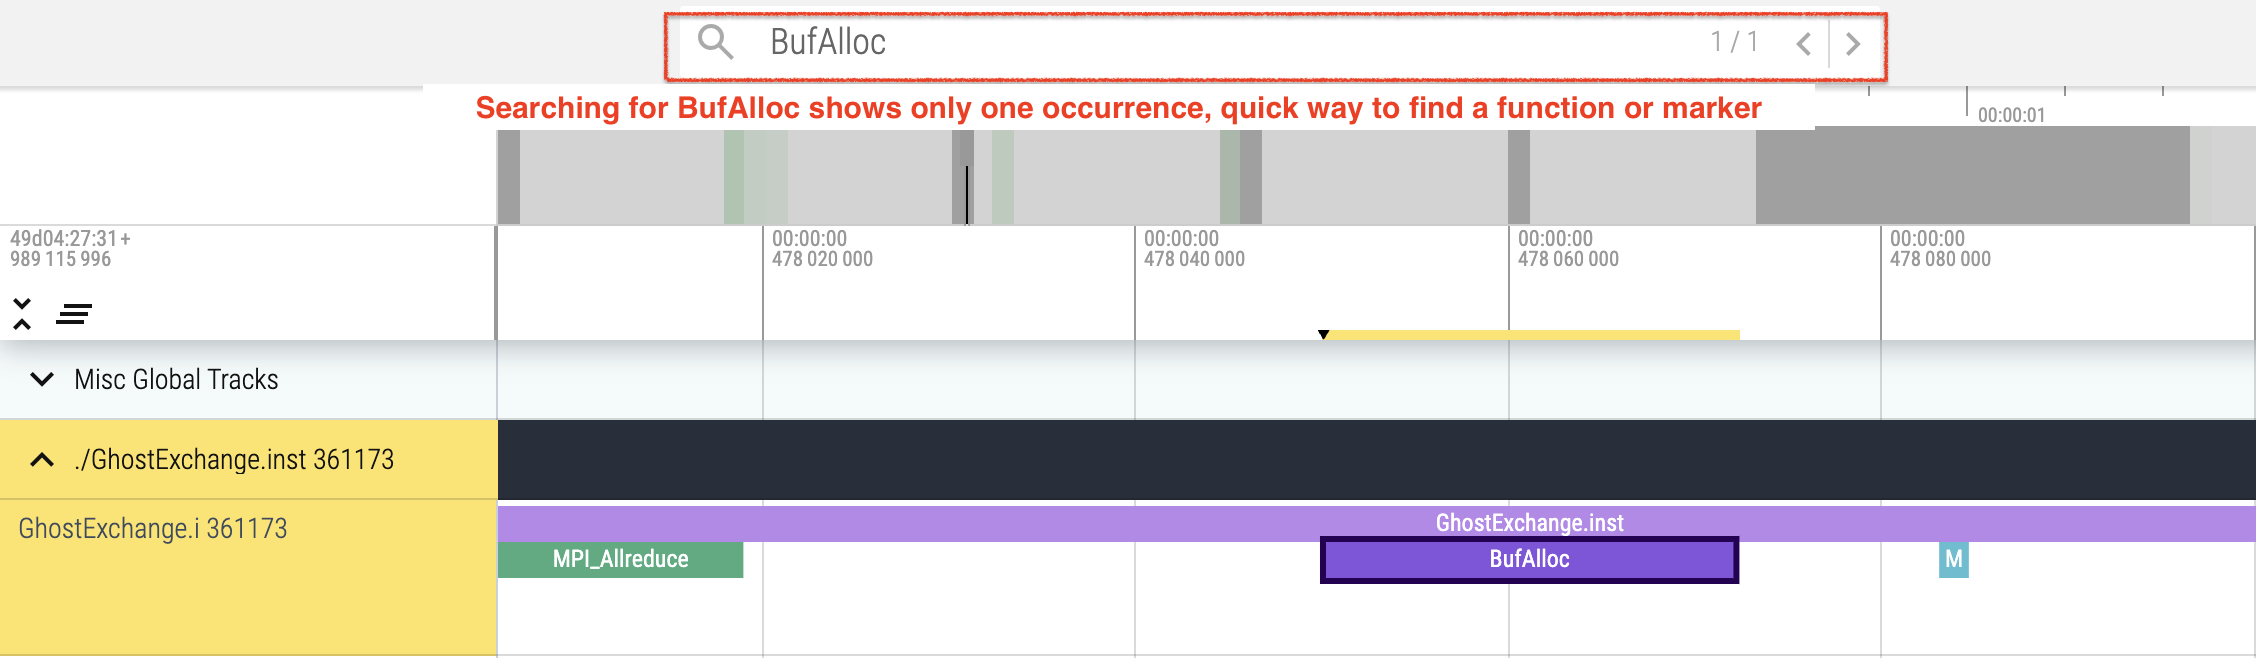 BufAlloc 1 / 1
Searching for BufAlloc shows only one occurrence, quick way to find a function or marker
00:00:01
49d04:27:31+ 00:00:00 00:00:00 00:00:00 00:00:00
989 115 996 478 020 000 478 040 000 478 060 000 478 080 000
Misc Global Tracks
./GhostExchange.inst 361173
GhostExchange.i 361173 GhostExchange.inst
MPI_Allreduce BufAlloc M